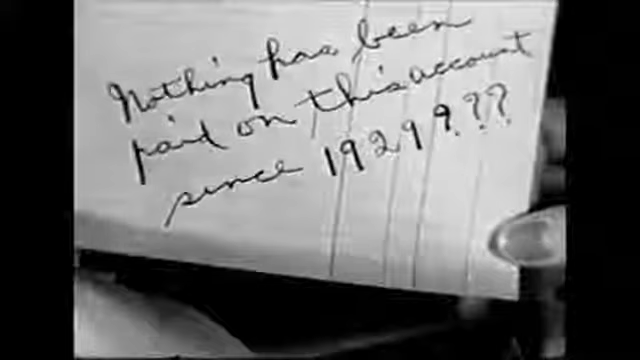 Nothing has been
paid on this account
since 1929???